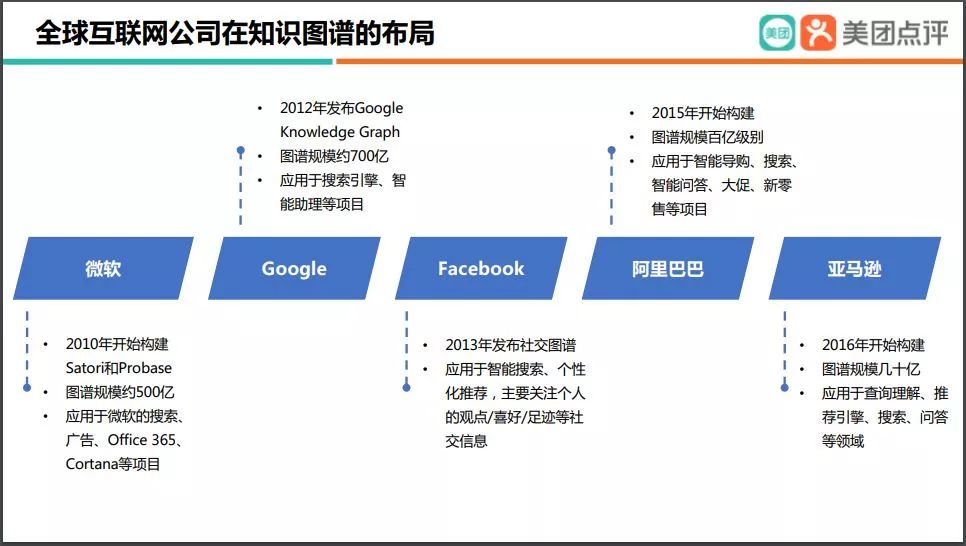 全球互联网公司在知识图谱的布局
美团
美团点评
• 2012年发布Google
Knowledge Graph
• 图谱规模约700亿
• 应用于搜索引擎、智
能助理等项目
• 2015年开始构建
• 图谱规模百亿级别
• 应用于智能导购、搜索、
智能问答、大促、新零
售等项目
微软
Google
Facebook
阿里巴巴
亚马逊
• 2010年开始构建
Satori和Probase
• 图谱规模约500亿
• 应用于微软的搜索、
广告、Office 365、
Cortana等项目
• 2013年发布社交图谱
• 应用于智能搜索、个性
化推荐，主要关注个人
的观点/喜好/足迹等社
交信息
• 2016年开始构建
• 图谱规模几十亿
• 应用于查询理解、推
荐引擎、搜索、问答
等领域